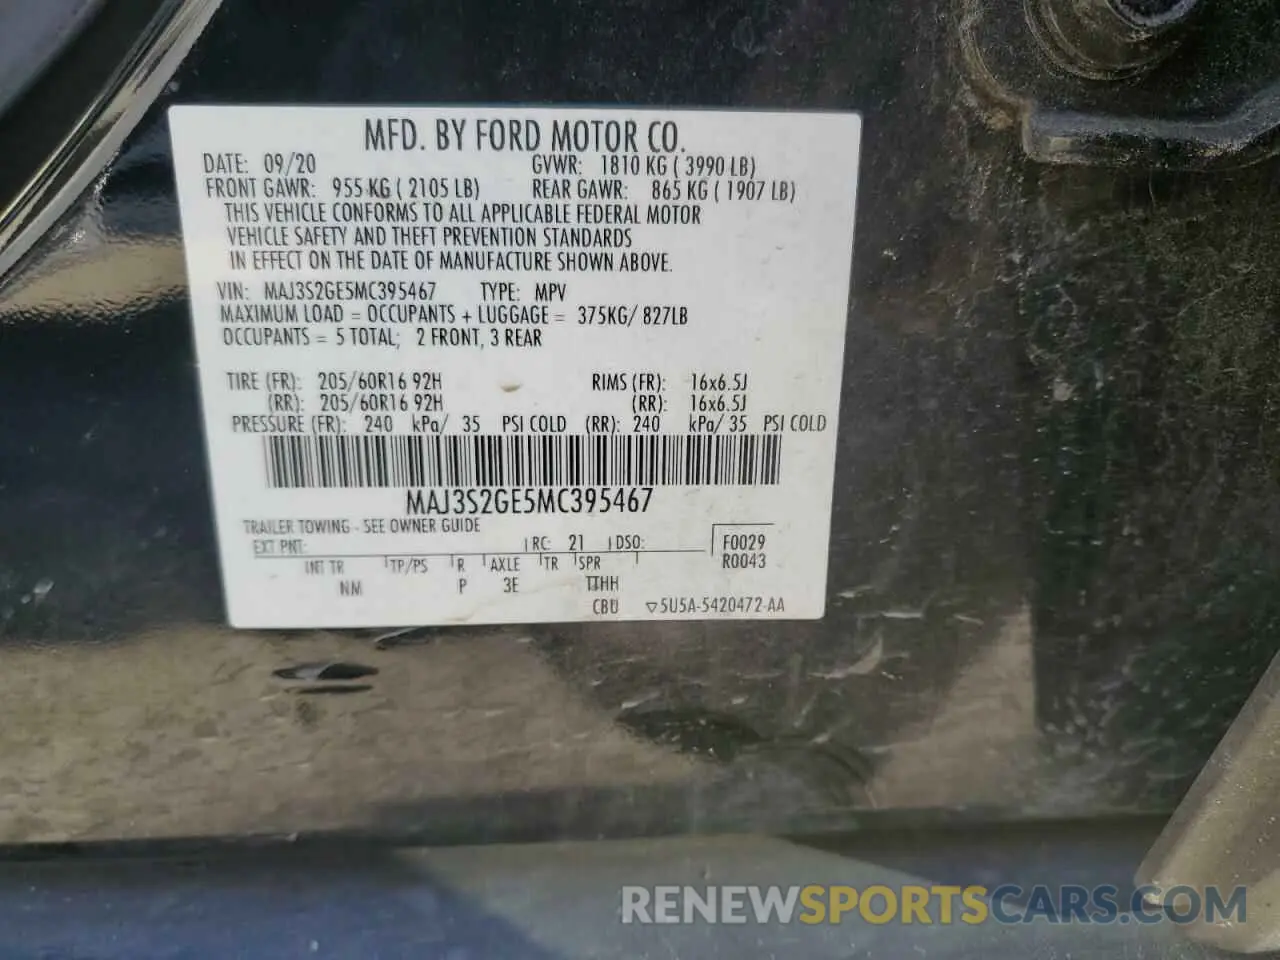 MFD. BY FORD MOTOR CO.
DATE: 09/20 GVWR: 1810 KG ( 3990 LB)
FRONT GAWR: 955 KG ( 2105 LB) REAR GAWR: 865 KG ( 1907 LB)
THIS VEHICLE CONFORMS TO ALL APPLICABLE FEDERAL MOTOR
VEHICLE SAFETY AND THEFT PREVENTION STANDARDS
IN EFFECT ON THE DATE OF MANUFACTURE SHOWN ABOVE.
VIN: MAJ3S2GE5MC395467 TYPE: MPV
MAXIMUM LOAD = OCCUPANTS + LUGGAGE = 375KG/ 827LB
OCCUPANTS = 5 TOTAL; 2 FRONT, 3 REAR
TIRE (FR): 205/60R16 92H RIMS (FR): 16x6.5J
(RR): 205/60R16 92H (RR): 16x6.5J
PRESSURE (FR): 240 kPa/ 35 PSI COLD (RR): 240 kPa/ 35 PSI COLD
MAJ3S2GE5MC395467
TRAILER TOWING - SEE OWNER GUIDE
EXT PNT: RC: 21 DSO: F0029
INT TR TP/PS R AXLE TR SPR R0043
NM P 3E TTHH
CBU ▽5U5A-5420472-AA
RENEWSPORTSCARS.COM